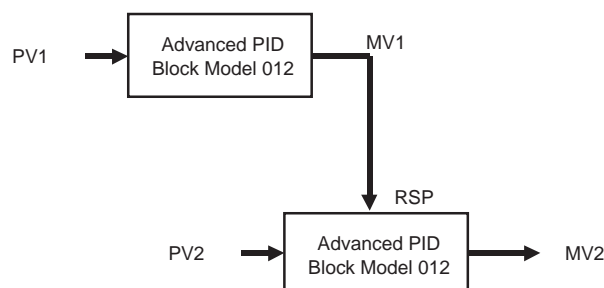 PV1
Advanced PID
Block Model 012
MV1
RSP
PV2
Advanced PID
Block Model 012
MV2